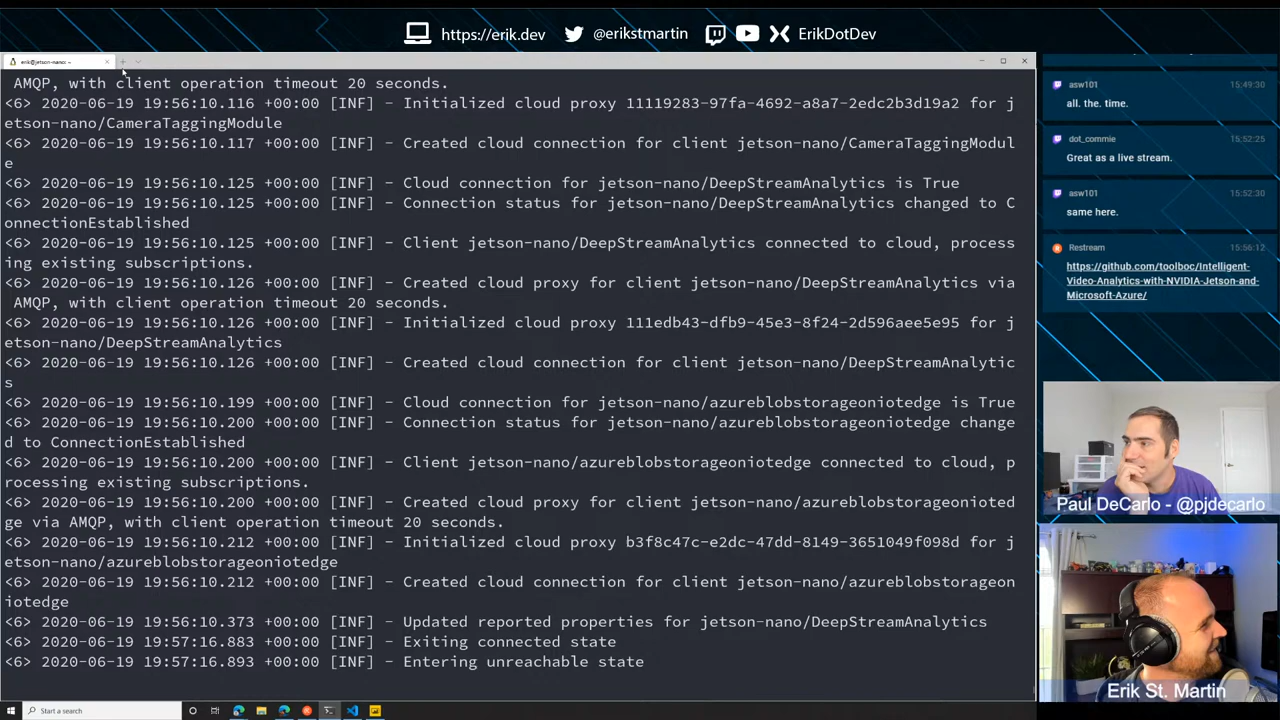 https://erik.dev @erikstmartin ErikDotDev
erik@jetson-nano: ~
AMQP, with client operation timeout 20 seconds.
<6> 2020-06-19 19:56:10.116 +00:00 [INF] - Initialized cloud proxy 11119283-97fa-4692-a8a7-2edc2b3d19a2 for j
etson-nano/CameraTaggingModule
<6> 2020-06-19 19:56:10.117 +00:00 [INF] - Created cloud connection for client jetson-nano/CameraTaggingModul
e
<6> 2020-06-19 19:56:10.125 +00:00 [INF] - Cloud connection for jetson-nano/DeepStreamAnalytics is True
<6> 2020-06-19 19:56:10.125 +00:00 [INF] - Connection status for jetson-nano/DeepStreamAnalytics changed to C
onnectionEstablished
<6> 2020-06-19 19:56:10.125 +00:00 [INF] - Client jetson-nano/DeepStreamAnalytics connected to cloud, process
ing existing subscriptions.
<6> 2020-06-19 19:56:10.126 +00:00 [INF] - Created cloud proxy for client jetson-nano/DeepStreamAnalytics via
AMQP, with client operation timeout 20 seconds.
<6> 2020-06-19 19:56:10.126 +00:00 [INF] - Initialized cloud proxy 111edb43-dfb9-45e3-8f24-2d596aee5e95 for j
etson-nano/DeepStreamAnalytics
<6> 2020-06-19 19:56:10.126 +00:00 [INF] - Created cloud connection for client jetson-nano/DeepStreamAnalytic
s
<6> 2020-06-19 19:56:10.199 +00:00 [INF] - Cloud connection for jetson-nano/azureblobstorageoniotedge is True
<6> 2020-06-19 19:56:10.200 +00:00 [INF] - Connection status for jetson-nano/azureblobstorageoniotedge change
d to ConnectionEstablished
<6> 2020-06-19 19:56:10.200 +00:00 [INF] - Client jetson-nano/azureblobstorageoniotedge connected to cloud, p
rocessing existing subscriptions.
<6> 2020-06-19 19:56:10.200 +00:00 [INF] - Created cloud proxy for client jetson-nano/azureblobstorageonioted
ge via AMQP, with client operation timeout 20 seconds.
<6> 2020-06-19 19:56:10.212 +00:00 [INF] - Initialized cloud proxy b3f8c47c-e2dc-47dd-8149-3651049f098d for j
etson-nano/azureblobstorageoniotedge
<6> 2020-06-19 19:56:10.212 +00:00 [INF] - Created cloud connection for client jetson-nano/azureblobstorageon
iotedge
<6> 2020-06-19 19:56:10.373 +00:00 [INF] - Updated reported properties for jetson-nano/DeepStreamAnalytics
<6> 2020-06-19 19:57:16.883 +00:00 [INF] - Exiting connected state
<6> 2020-06-19 19:57:16.893 +00:00 [INF] - Entering unreachable state
asw101 15:49:30
all. the. time.
dot_commie 15:52:25
Great as a live stream.
asw101 15:52:30
same here.
Restream 15:56:12
https://github.com/toolboc/Intelligent-
Video-Analytics-with-NVIDIA-Jetson-and-
Microsoft-Azure/
Paul DeCarlo - @pjdecarlo
Erik St. Martin
Start a search